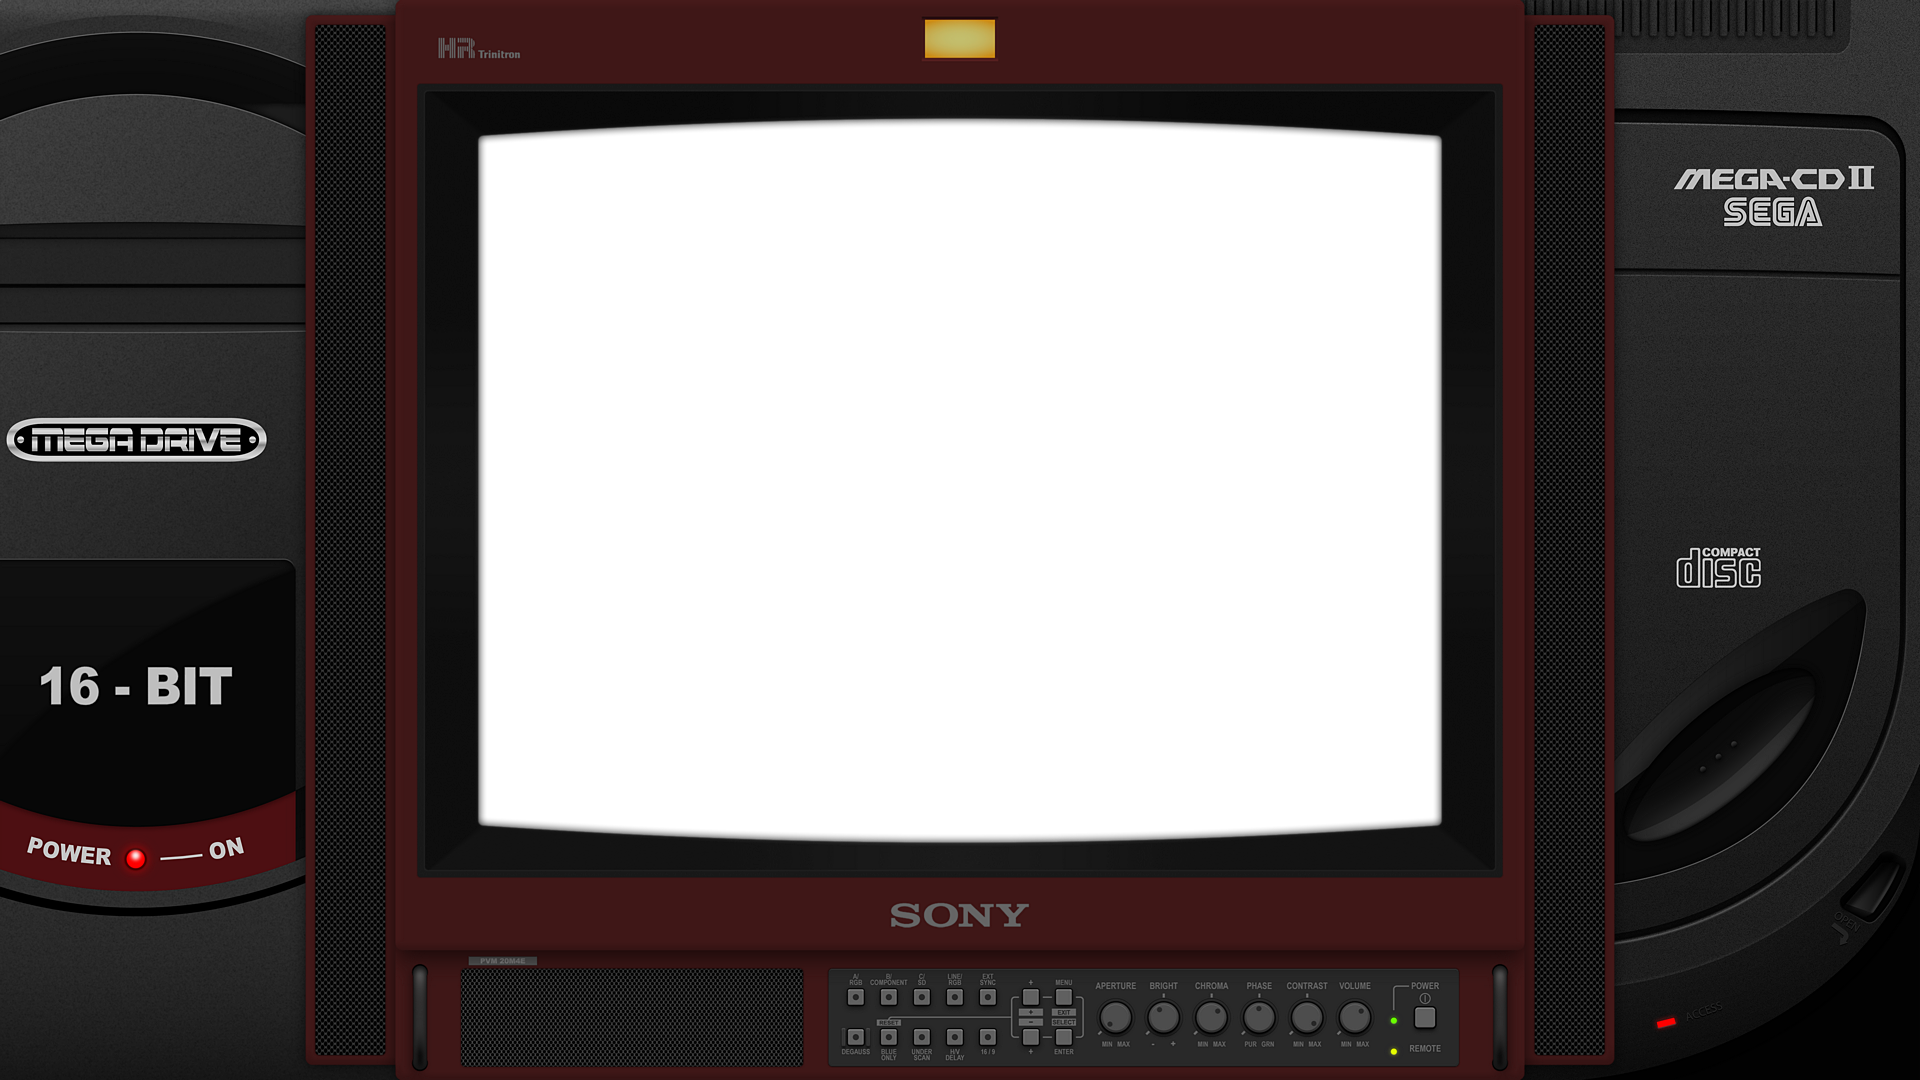 HR Trinitron
MEGA-CD II
SEGA
MEGA DRIVE
COMPACT
disc
16 - BIT
POWER ON
SONY
OPEN
ACCESS
PVM 20M4E
A/ RGB
B/ COMPONENT
C/ SD
LINE/ RGB
EXT SYNC
+
MENU
APERTURE
BRIGHT
CHROMA
PHASE
CONTRAST
VOLUME
POWER
RESET
+
-
EXIT
SELECT
DEGAUSS
BLUE ONLY
UNDER SCAN
H/V DELAY
16 / 9
+
ENTER
MIN MAX
- +
MIN MAX
PUR GRN
MIN MAX
MIN MAX
REMOTE